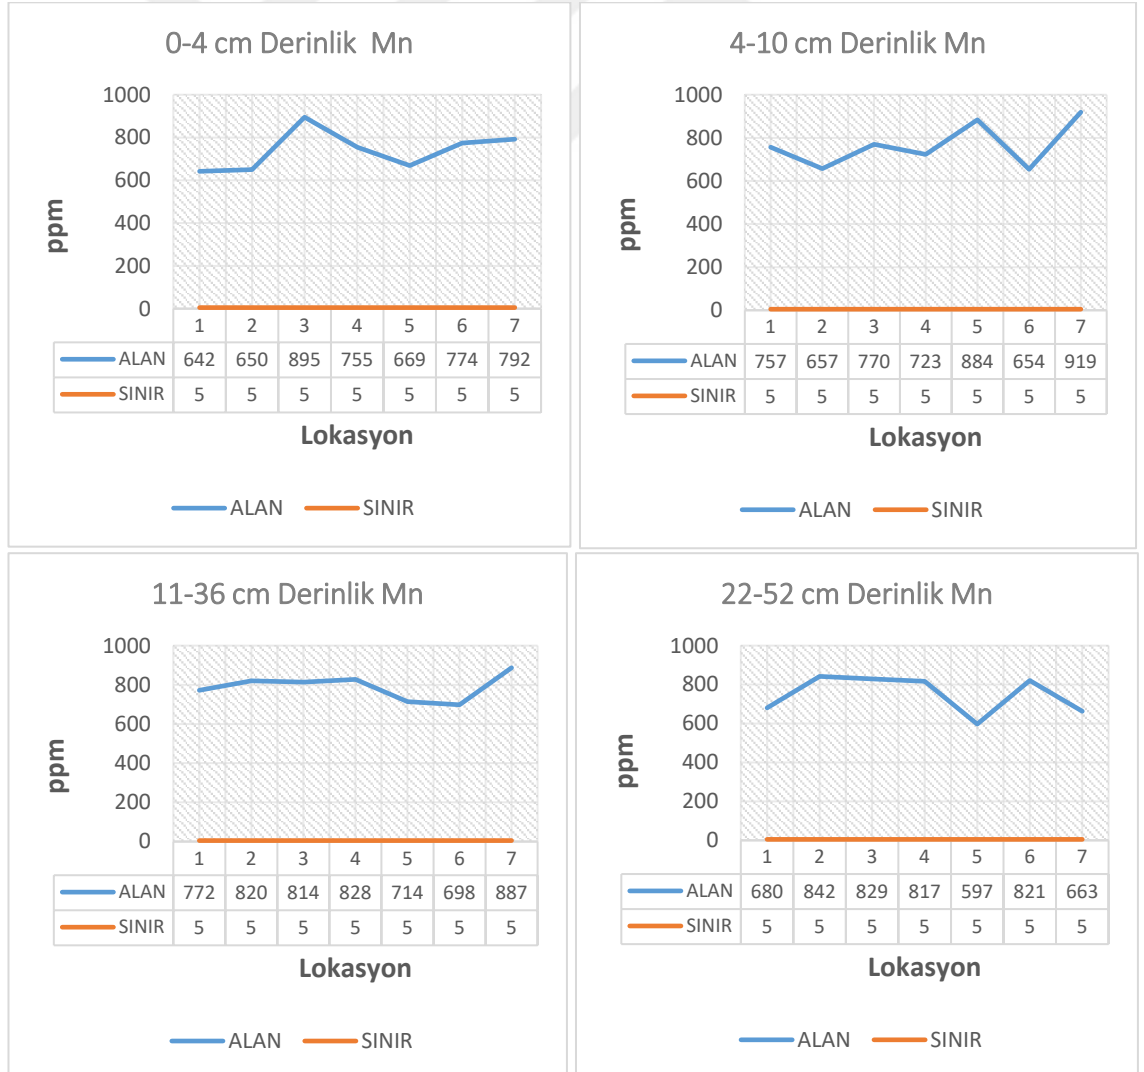 0-4 cm Derinlik Mn
1000
800
600
400
200
0
ppm
1 2 3 4 5 6 7
ALAN 642 650 895 755 669 774 792
SINIR 5 5 5 5 5 5 5
Lokasyon
ALAN SINIR
4-10 cm Derinlik Mn
1000
800
600
400
200
0
ppm
1 2 3 4 5 6 7
ALAN 757 657 770 723 884 654 919
SINIR 5 5 5 5 5 5 5
Lokasyon
ALAN SINIR
11-36 cm Derinlik Mn
1000
800
600
400
200
0
ppm
1 2 3 4 5 6 7
ALAN 772 820 814 828 714 698 887
SINIR 5 5 5 5 5 5 5
Lokasyon
ALAN SINIR
22-52 cm Derinlik Mn
1000
800
600
400
200
0
ppm
1 2 3 4 5 6 7
ALAN 680 842 829 817 597 821 663
SINIR 5 5 5 5 5 5 5
Lokasyon
ALAN SINIR